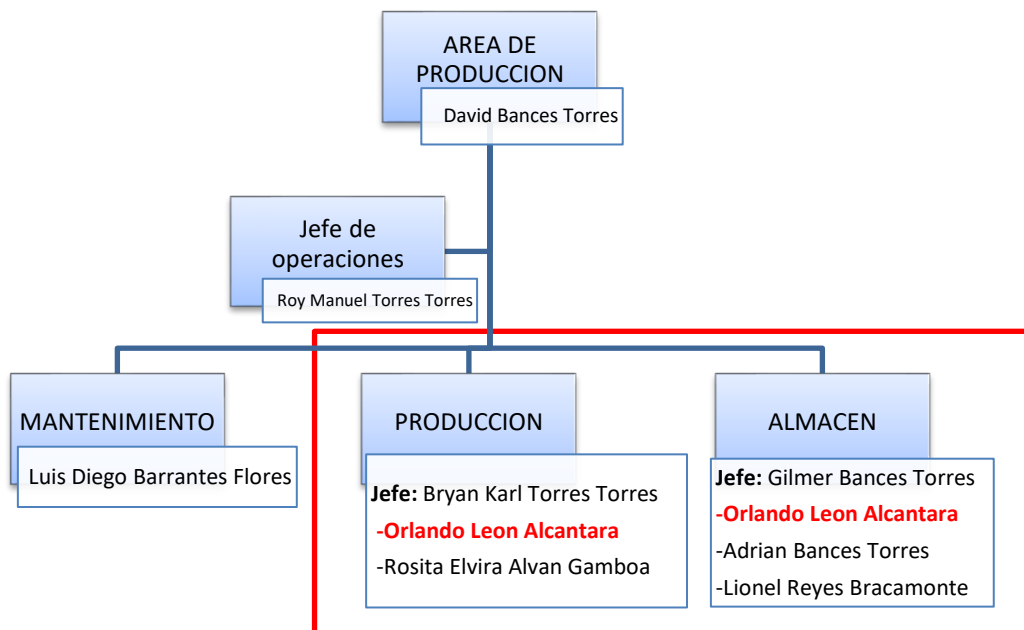 AREA DE
PRODUCCION
David Bances Torres
Jefe de
operaciones
Roy Manuel Torres Torres
MANTENIMIENTO
Luis Diego Barrantes Flores
PRODUCCION
Jefe: Bryan Karl Torres Torres
-Orlando Leon Alcantara
-Rosita Elvira Alvan Gamboa
ALMACEN
Jefe: Gilmer Bances Torres
-Orlando Leon Alcantara
-Adrian Bances Torres
-Lionel Reyes Bracamonte